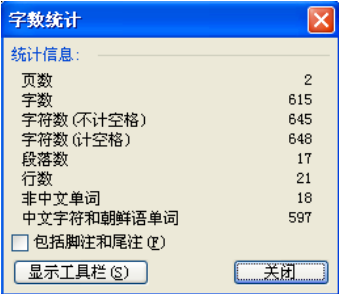 字数统计
统计信息：
页数 2
字数 615
字符数(不计空格) 645
字符数(计空格) 648
段落数 17
行数 21
非中文单词 18
中文字符和朝鲜语单词 597
包括脚注和尾注(F)
显示工具栏(S) 关闭